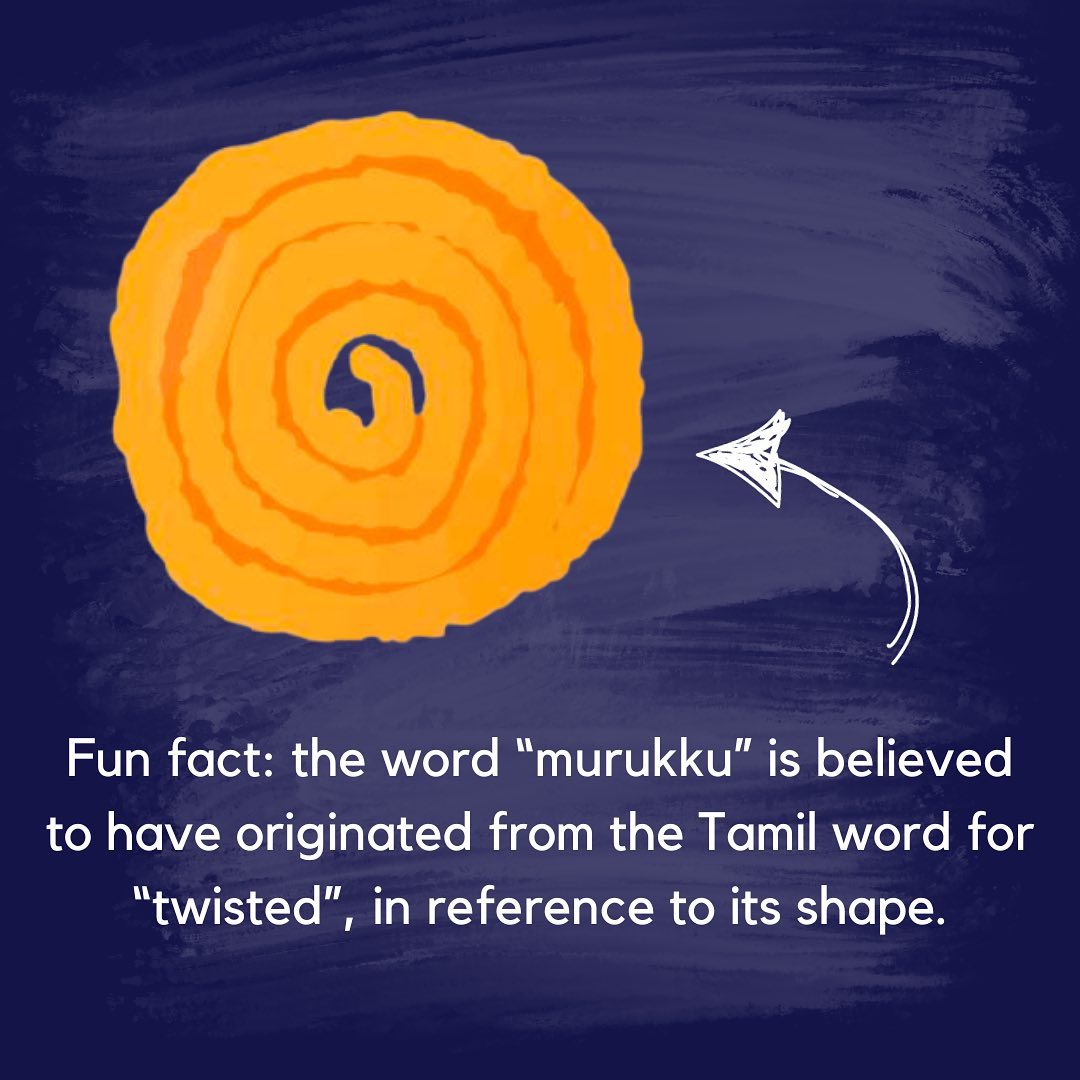 Fun fact: the word “murukku” is believed
to have originated from the Tamil word for
“twisted”, in reference to its shape.